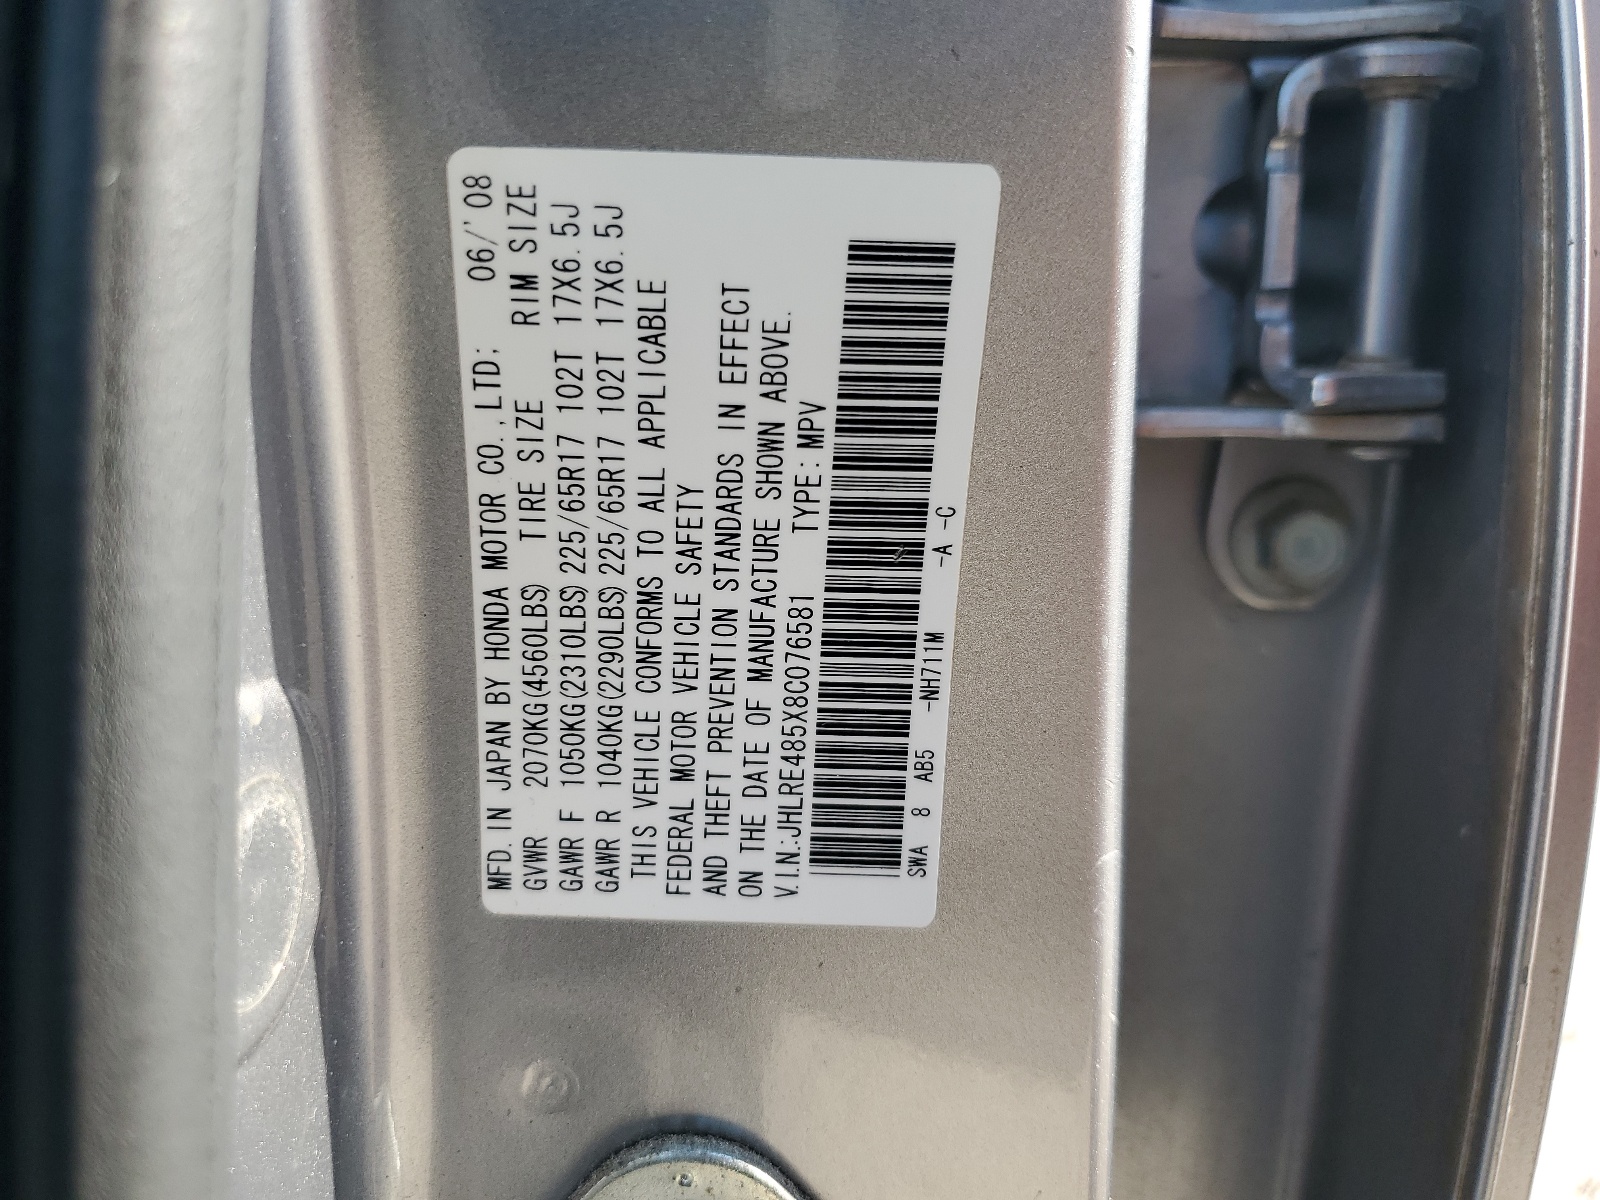 MFD. IN JAPAN BY HONDA MOTOR CO., LTD: 06/'08
GVWR 2070KG(4560LBS) TIRE SIZE RIM SIZE
GAWR F 1050KG(2310LBS) 225/65R17 102T 17X6.5J
GAWR R 1040KG(2290LBS) 225/65R17 102T 17X6.5J
THIS VEHICLE CONFORMS TO ALL APPLICABLE
FEDERAL MOTOR VEHICLE SAFETY
AND THEFT PREVENTION STANDARDS IN EFFECT
ON THE DATE OF MANUFACTURE SHOWN ABOVE.
V.I.N.:JHLRE485X8C076581 TYPE:MPV
SWA 8 AB5 -NH711M -A -C